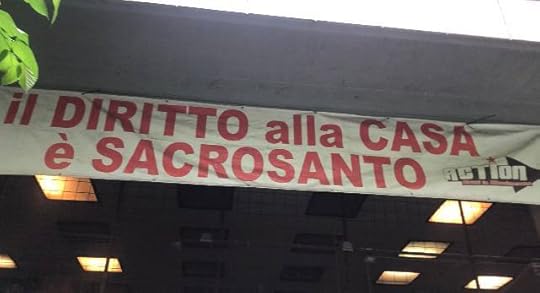 il DIRITTO alla CASA
è SACROSANTO
ACTION